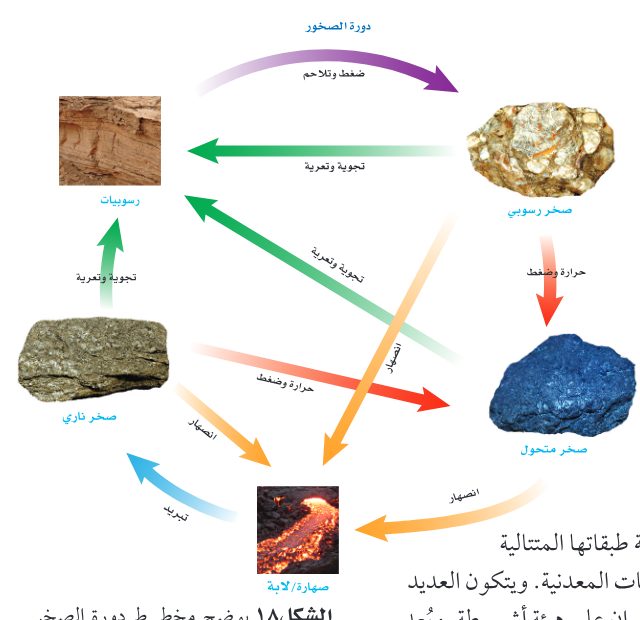 دورة الصخور
ضغط وتلاحم
تجوية وتعرية
رسوبيات
صخر رسوبي
تجوية وتعرية
حرارة وضغط
تجوية وتعرية
انصهار
حرارة وضغط
صخر ناري
انصهار
صخر متحول
تبريد
انصهار
صهارة/لابة
ة طبقاتها المتتالية
ات المعدنية. ويتكون العديد
الشكل ١٨ يوضح مخطط دورة الصخر